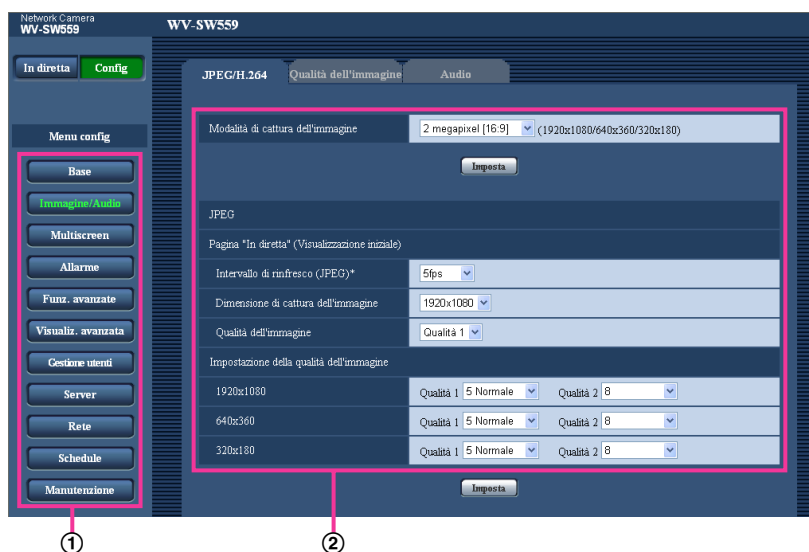 Network Camera
WV-SW559
WV-SW559
In diretta Config
JPEG/H.264 Qualità dell'immagine Audio
Menu config
Base
Immagine/Audio
Multiscreen
Allarme
Funz. avanzate
Visualiz. avanzata
Gestione utenti
Server
Rete
Schedule
Manutenzione
Modalità di cattura dell'immagine 2 megapixel [16:9] (1920x1080/640x360/320x180)
Imposta
JPEG
Pagina "In diretta" (Visualizzazione iniziale)
Intervallo di rinfresco (JPEG)* 5fps
Dimensione di cattura dell'immagine 1920x1080
Qualità dell'immagine Qualità 1
Impostazione della qualità dell'immagine
1920x1080 Qualità 1 5 Normale Qualità 2 8
640x360 Qualità 1 5 Normale Qualità 2 8
320x180 Qualità 1 5 Normale Qualità 2 8
Imposta
① ②